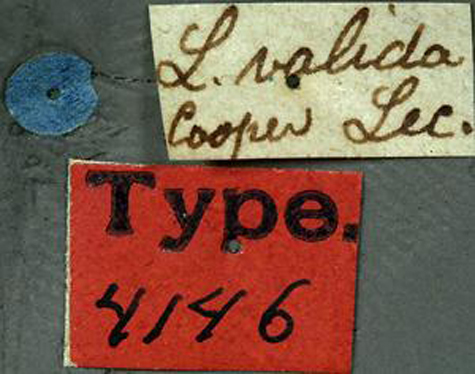 L. valida
Cooper Lec.
Type.
4146